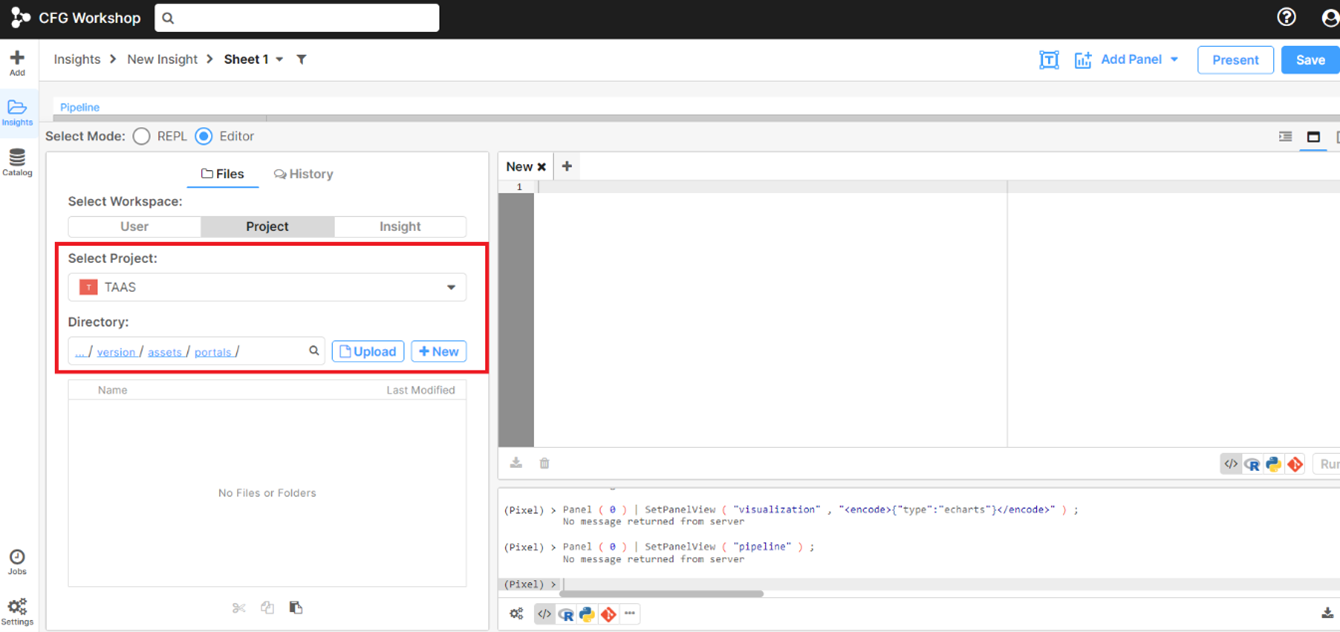 CFG Workshop
Add
Insights > New Insight > Sheet 1
Add Panel
Present
Save
Insights
Pipeline
Select Mode: REPL Editor
Catalog
Files
History
New
Select Workspace:
1
User
Project
Insight
Select Project:
T TAAS
Directory:
... / version / assets / portals /
Upload
+ New
Name
Last Modified
No Files or Folders
</> R
(Pixel) > Panel ( 0 ) | SetPanelView ( "visualization" , "<encode>{"type":"echarts"}</encode>" ) ;
No message returned from server
(Pixel) > Panel ( 0 ) | SetPanelView ( "pipeline" ) ;
No message returned from server
(Pixel) >
</> R
Jobs
Settings